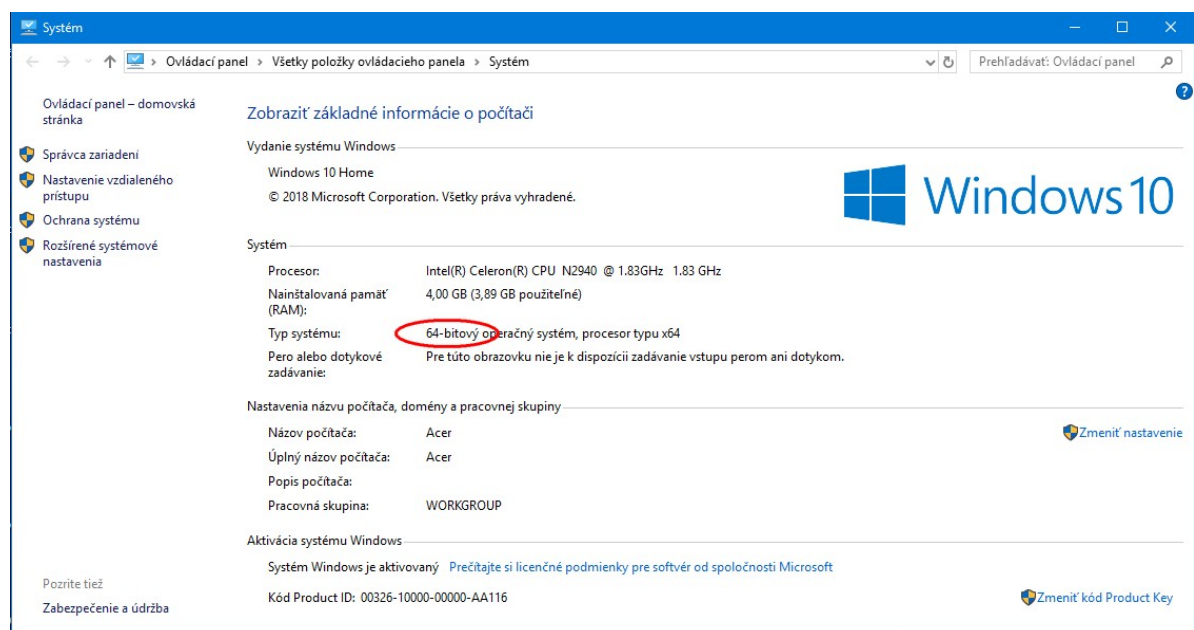 Systém
Ovládací panel › Všetky položky ovládacieho panela › Systém
Prehľadávať: Ovládací panel
Ovládací panel – domovská
stránka
Správca zariadení
Nastavenie vzdialeného
prístupu
Ochrana systému
Rozšírené systémové
nastavenia
Pozrite tiež
Zabezpečenie a údržba
?
Zobraziť základné informácie o počítači
Vydanie systému Windows
Windows 10 Home
© 2018 Microsoft Corporation. Všetky práva vyhradené.
Windows 10
Systém
Procesor: Intel(R) Celeron(R) CPU N2940 @ 1.83GHz 1.83 GHz
Nainštalovaná pamäť (RAM): 4,00 GB (3,89 GB použiteľné)
Typ systému: 64-bitový operačný systém, procesor typu x64
Pero alebo dotykové zadávanie: Pre túto obrazovku nie je k dispozícii zadávanie vstupu perom ani dotykom.
Nastavenia názvu počítača, domény a pracovnej skupiny
Názov počítača: Acer
Zmeniť nastavenie
Úplný názov počítača: Acer
Popis počítača:
Pracovná skupina: WORKGROUP
Aktivácia systému Windows
Systém Windows je aktivovaný Prečítajte si licenčné podmienky pre softvér od spoločnosti Microsoft
Kód Product ID: 00326-10000-00000-AA116
Zmeniť kód Product Key